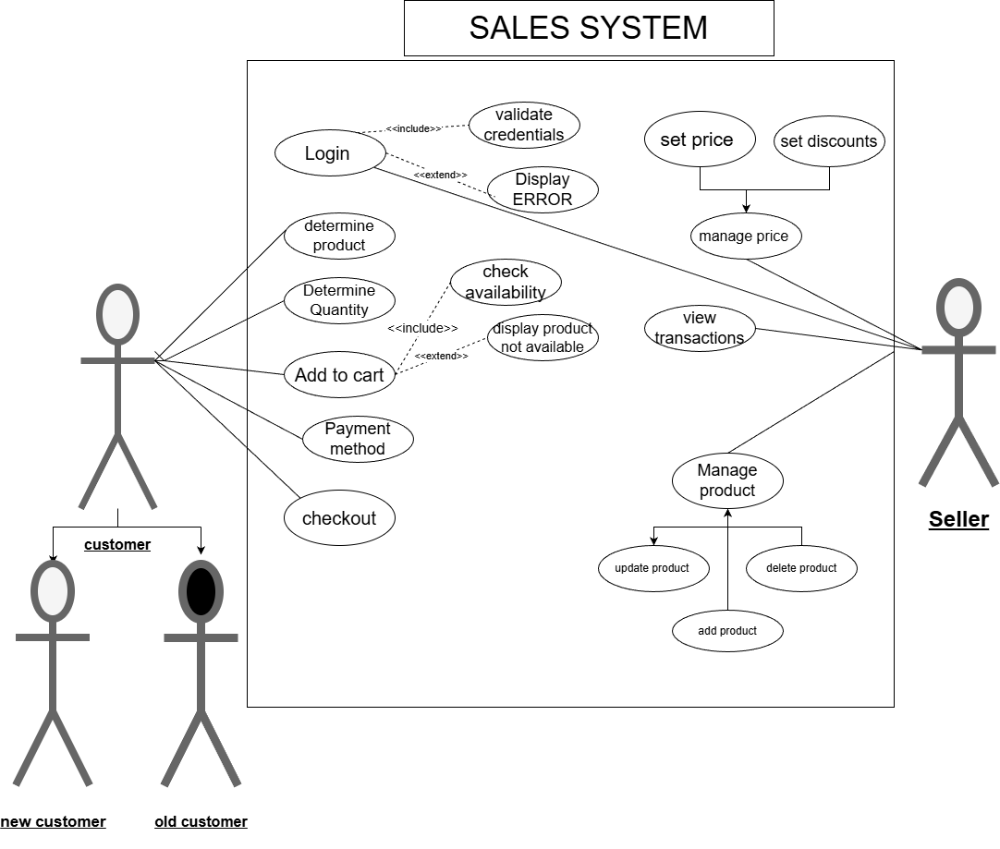 SALES SYSTEM
validate
credentials
<<include>>
Login
<<extend>>
Display
ERROR
set price
set discounts
manage price
determine
product
Determine
Quantity
check
availability
<<include>>
display product
not available
<<extend>>
Add to cart
view
transactions
Payment
method
checkout
Manage
product
update product
delete product
add product
Seller
customer
new customer
old customer